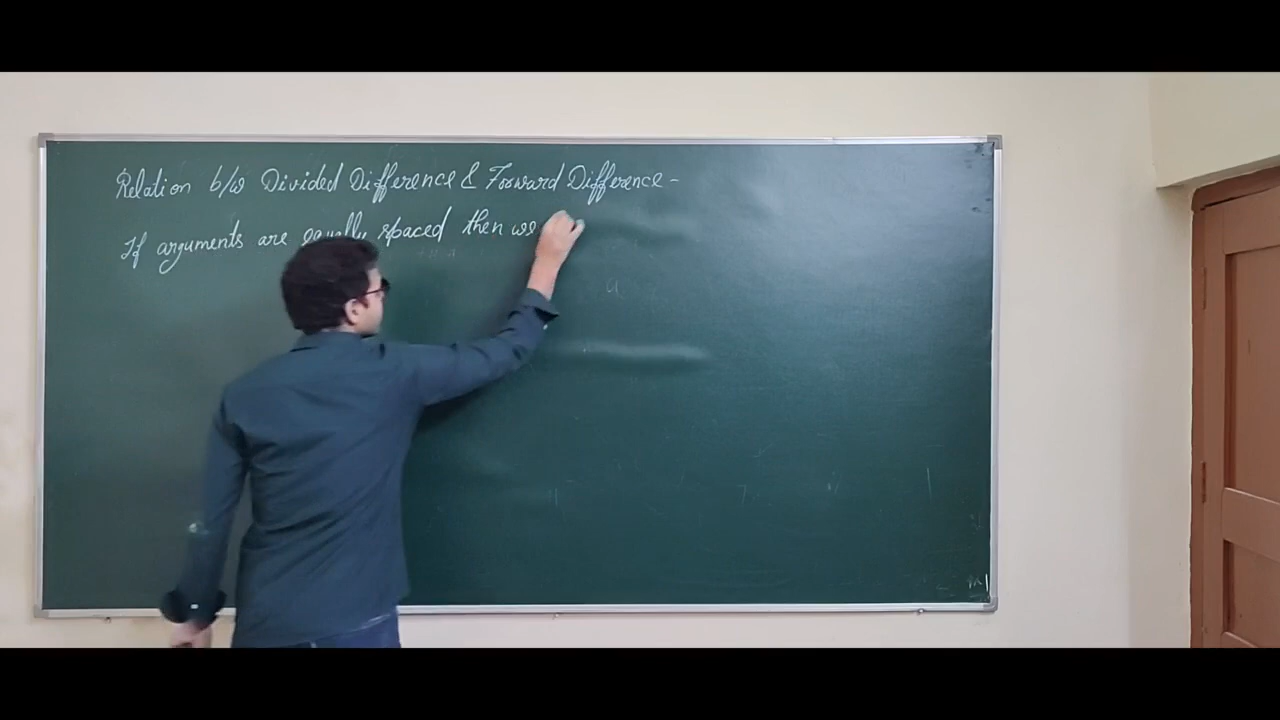 Relation b/w Divided Difference & Forward Difference -
If arguments are equally spaced then we